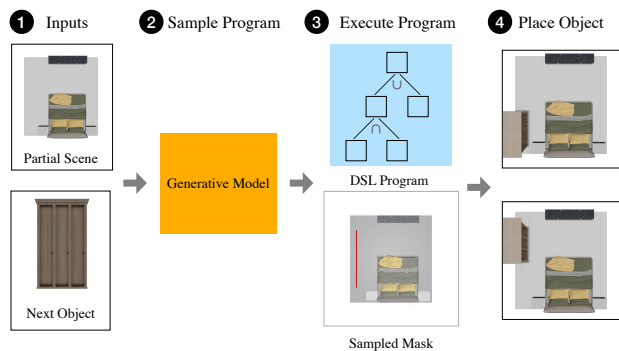 1 Inputs
2 Sample Program
3 Execute Program
4 Place Object
Partial Scene
Next Object
Generative Model
∪
∩
DSL Program
Sampled Mask